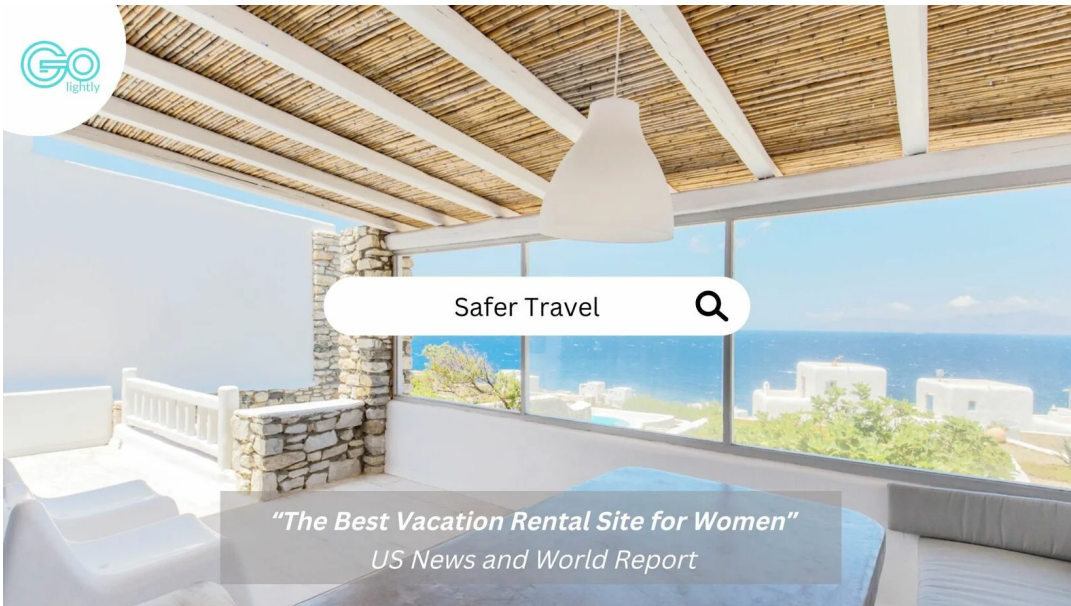 Go
lightly
Safer Travel
“The Best Vacation Rental Site for Women”
US News and World Report